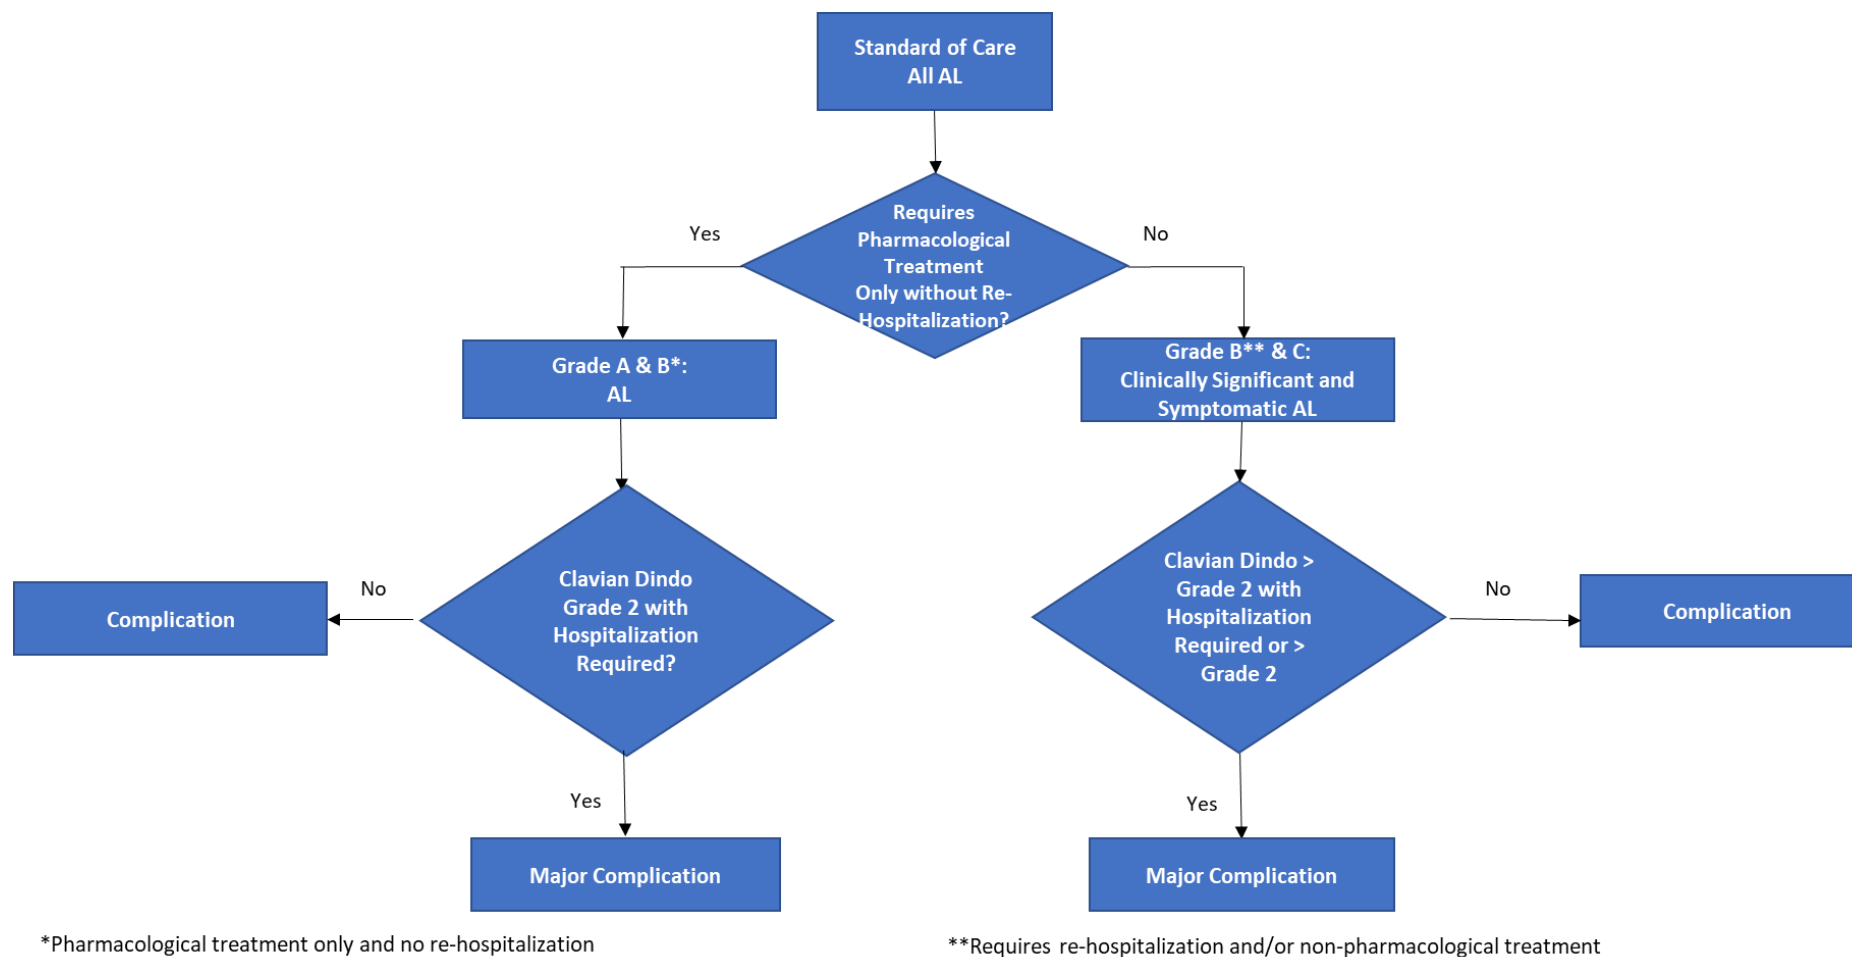 Standard of Care
All AL
Requires
Pharmacological
Treatment
Only without Re-
Hospitalization?
Yes
No
Grade A & B*:
AL
Grade B** & C:
Clinically Significant and
Symptomatic AL
Clavian Dindo
Grade 2 with
Hospitalization
Required?
No
Complication
Clavian Dindo >
Grade 2 with
Hospitalization
Required or >
Grade 2
No
Complication
Yes
Yes
Major Complication
Major Complication
*Pharmacological treatment only and no re-hospitalization
**Requires re-hospitalization and/or non-pharmacological treatment